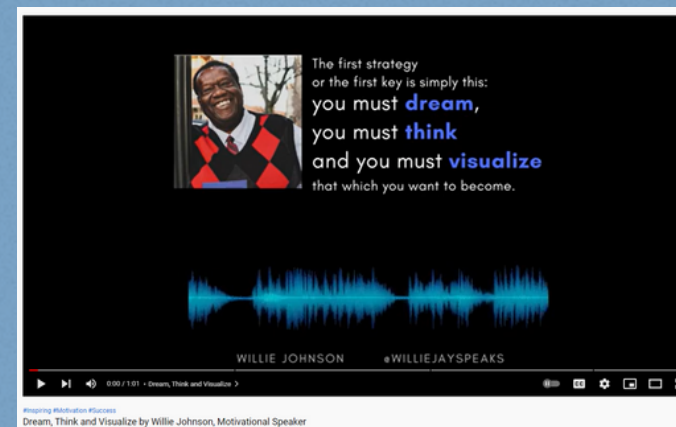 The first strategy
or the first key is simply this:
you must dream,
you must think
and you must visualize
that which you want to become.
WILLIE JOHNSON @WILLIEJAYSPEAKS
0:00 / 1:01 • Dream, Think and Visualize >
CC
#Inspiring #Motivation #Success
Dream, Think and Visualize by Willie Johnson, Motivational Speaker